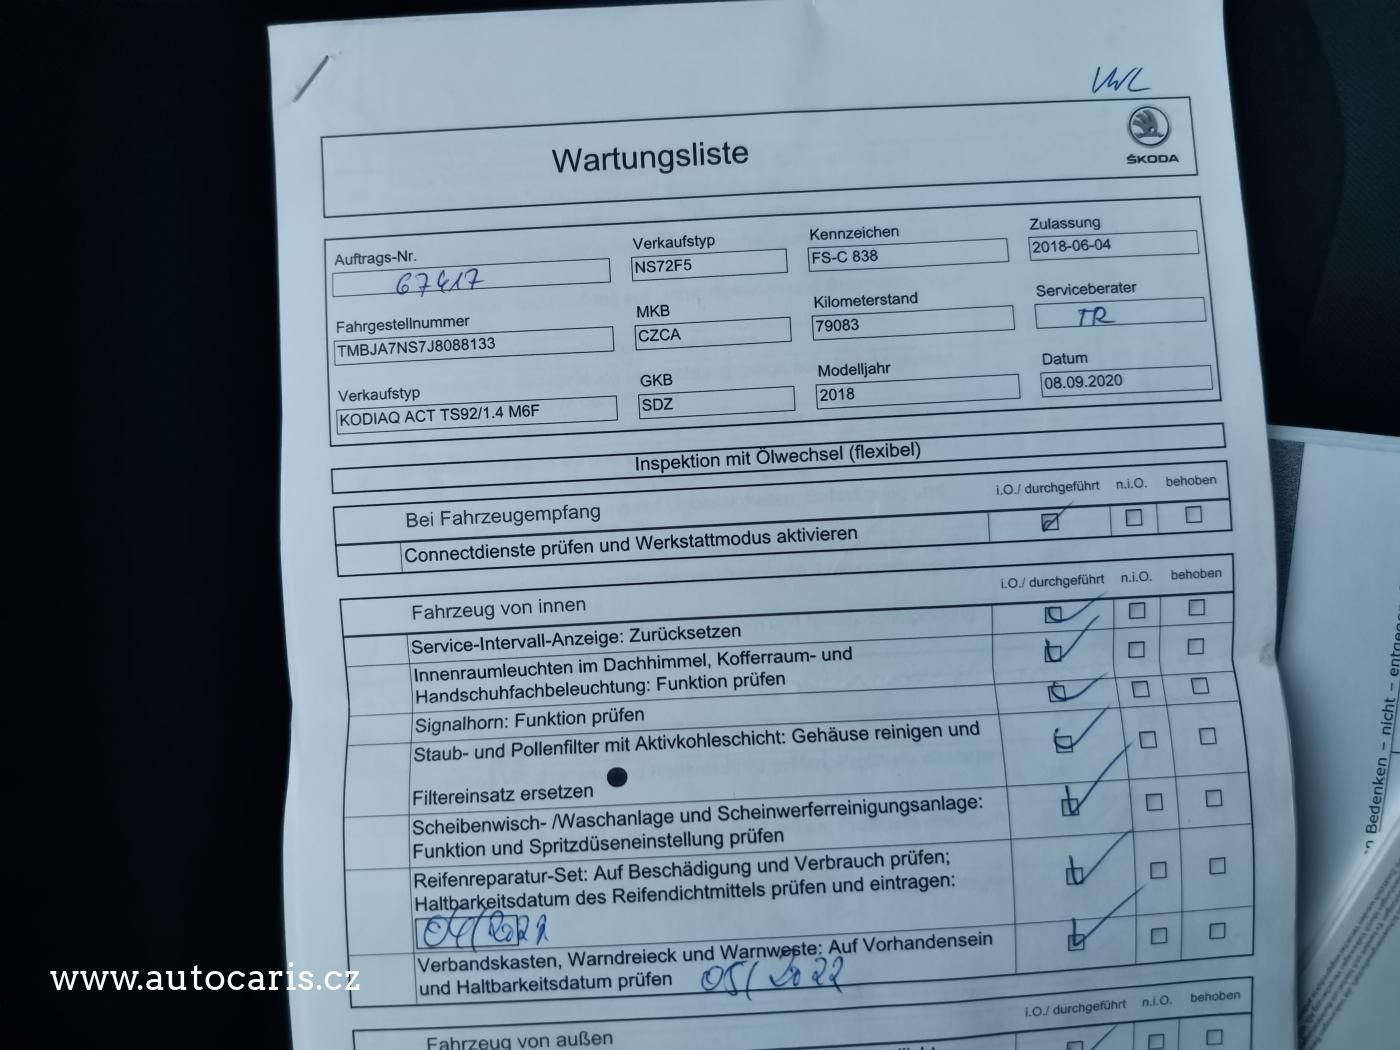 VWL
Wartungsliste
ŠKODA
Auftrags-Nr.
67417
Verkaufstyp
NS72F5
Kennzeichen
FS-C 838
Zulassung
2018-06-04
Fahrgestellnummer
TMBJA7NS7J8088133
MKB
CZCA
Kilometerstand
79083
Serviceberater
TR
Verkaufstyp
KODIAQ ACT TS92/1.4 M6F
GKB
SDZ
Modelljahr
2018
Datum
08.09.2020
Inspektion mit Ölwechsel (flexibel)
Bei Fahrzeugempfang
i.O./ durchgeführt n.i.O. behoben
Connectdienste prüfen und Werkstattmodus aktivieren
Fahrzeug von innen
i.O./ durchgeführt n.i.O. behoben
Service-Intervall-Anzeige: Zurücksetzen
Innenraumleuchten im Dachhimmel, Kofferraum- und
Handschuhfachbeleuchtung: Funktion prüfen
Signalhorn: Funktion prüfen
Staub- und Pollenfilter mit Aktivkohleschicht: Gehäuse reinigen und
Filtereinsatz ersetzen
Scheibenwisch- /Waschanlage und Scheinwerferreinigungsanlage:
Funktion und Spritzdüseneinstellung prüfen
Reifenreparatur-Set: Auf Beschädigung und Verbrauch prüfen;
Haltbarkeitsdatum des Reifendichtmittels prüfen und eintragen:
04/2022
Verbandskasten, Warndreieck und Warnweste: Auf Vorhandensein
und Haltbarkeitsdatum prüfen 05/2022
Fahrzeug von außen
i.O./ durchgeführt n.i.O. behoben
Bedenken – nicht –
www.autocaris.cz